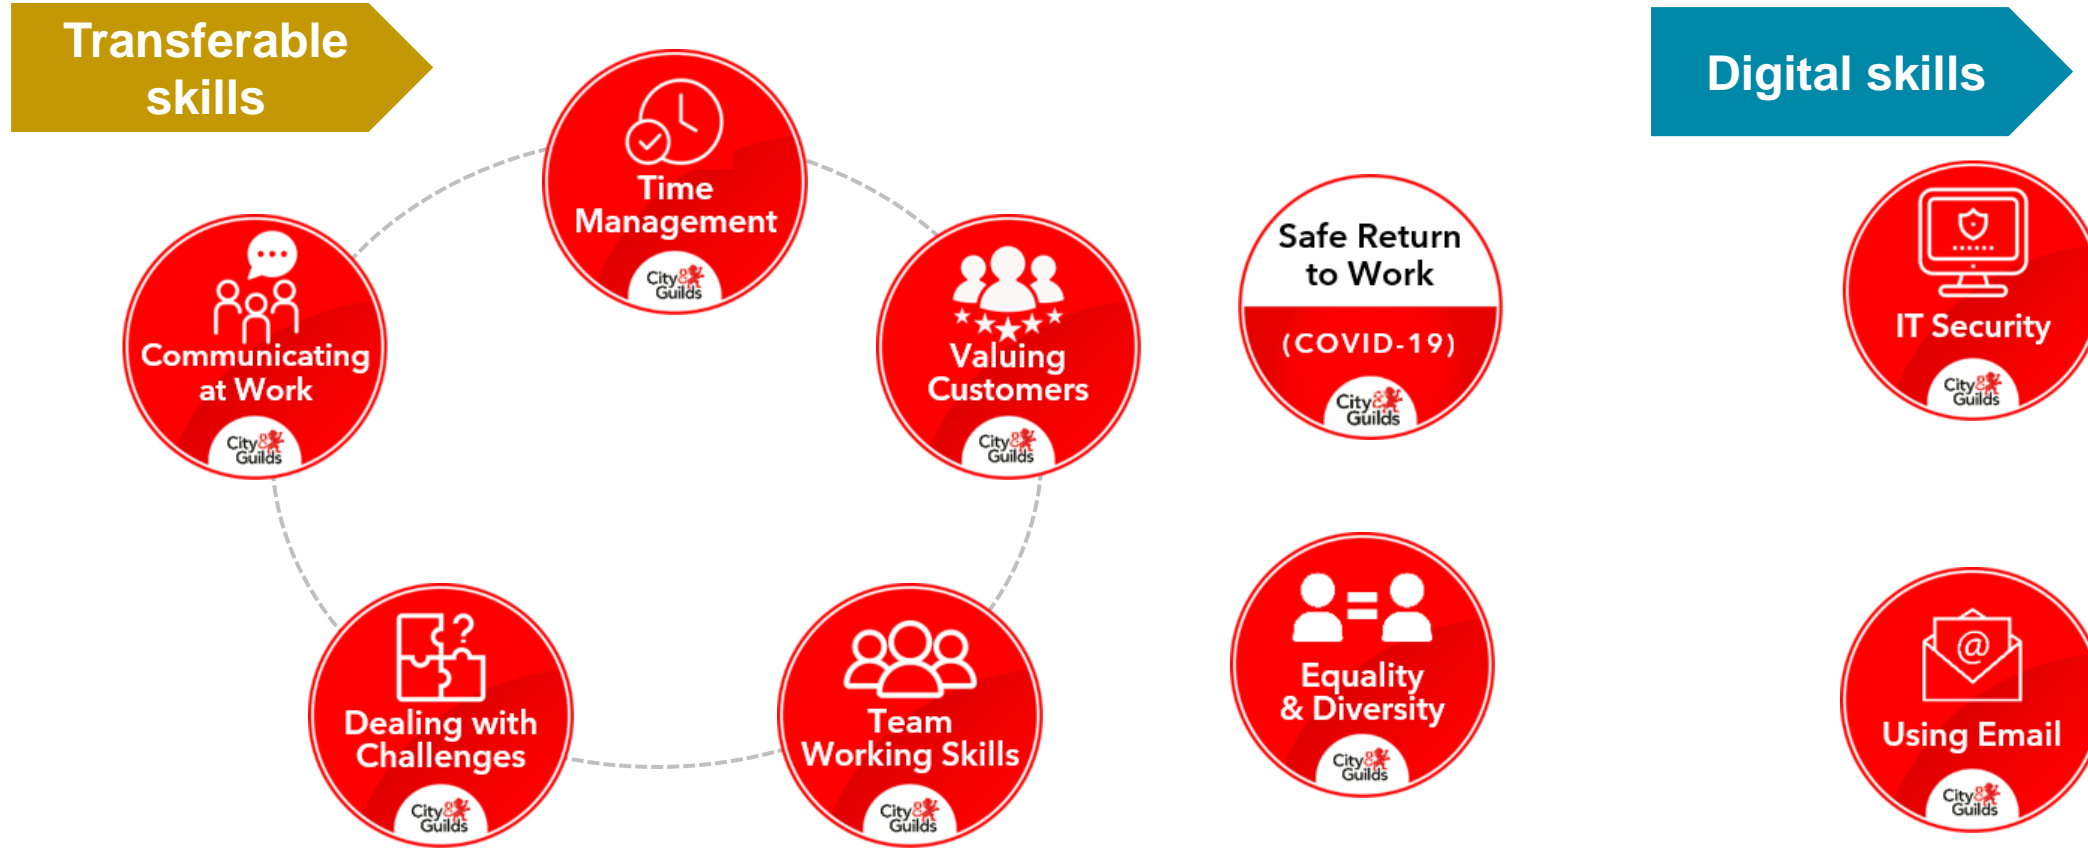 Transferable
skills
Digital skills
Time
Management
City&
Guilds
Communicating
at Work
City&
Guilds
Valuing
Customers
City&
Guilds
Safe Return
to Work
(COVID-19)
City&
Guilds
IT Security
City&
Guilds
?
Dealing with
Challenges
City&
Guilds
Team
Working Skills
City&
Guilds
=
Equality
& Diversity
City&
Guilds
@
Using Email
City&
Guilds